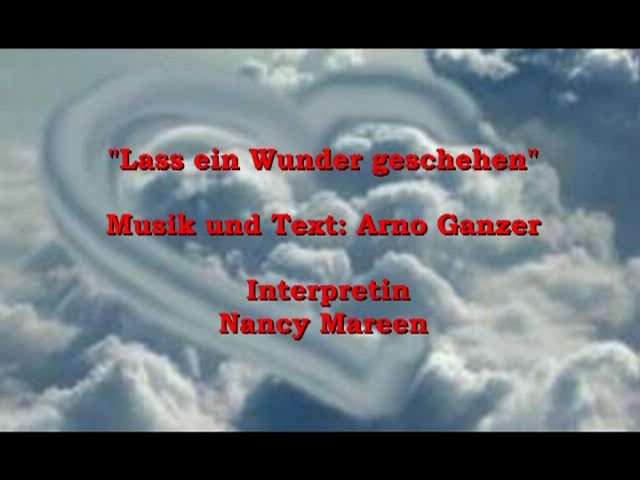 "Lass ein Wunder geschehen"
Musik und Text: Arno Ganzer
Interpretin
Nancy Mareen